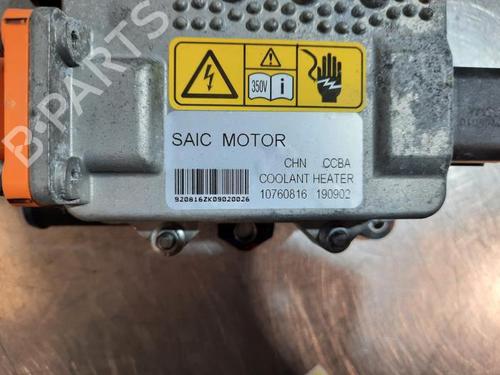 B-PARTS
350V
i
SAIC MOTOR
CHN CCBA
COOLANT HEATER
10760816 190902
920816ZK09020026